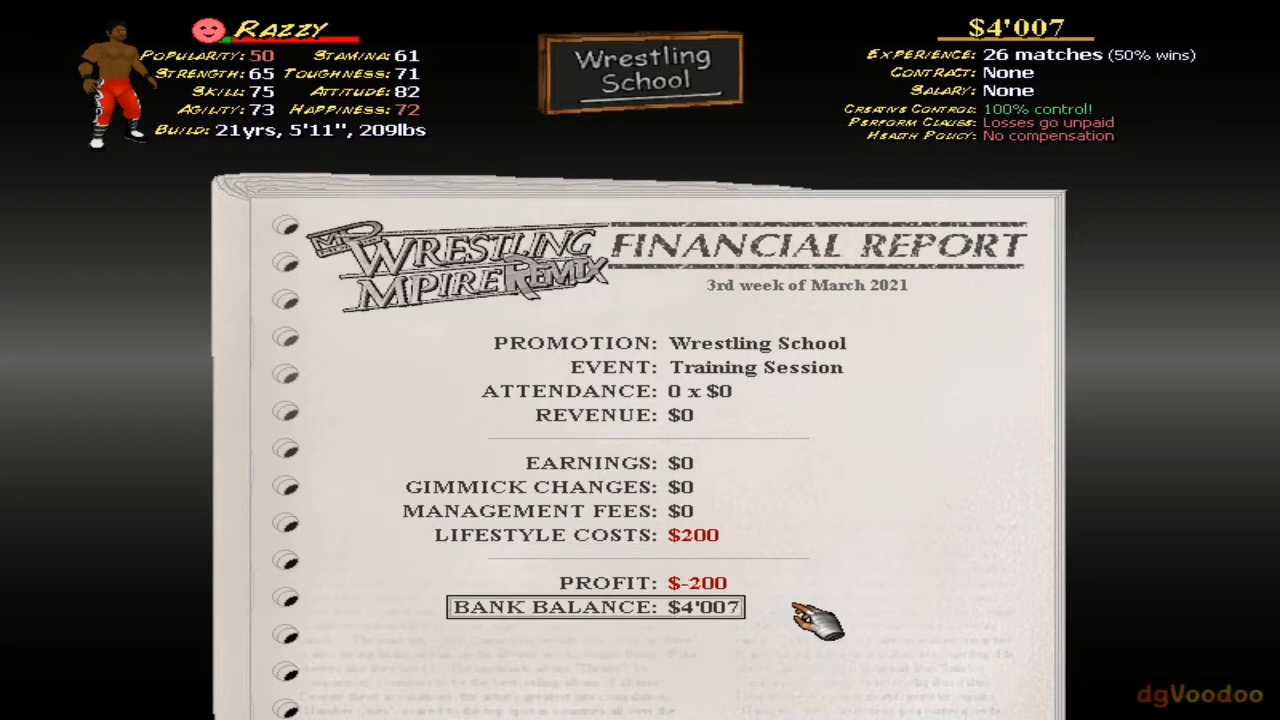 RAZZY
POPULARITY: 50 STAMINA: 61
STRENGTH: 65 TOUGHNESS: 71
SKILL: 75 ATTITUDE: 82
AGILITY: 73 HAPPINESS: 72
BUILD: 21yrs, 5'11", 209lbs
Wrestling
School
$4'007
EXPERIENCE: 26 matches (50% wins)
CONTRACT: None
SALARY: None
CREATIVE CONTROL: 100% control!
PERFORM CLAUSE: Losses go unpaid
HEALTH POLICY: No compensation
WRESTLING
MPIRE REMIX
FINANCIAL REPORT
3rd week of March 2021
PROMOTION: Wrestling School
EVENT: Training Session
ATTENDANCE: 0 x $0
REVENUE: $0
EARNINGS: $0
GIMMICK CHANGES: $0
MANAGEMENT FEES: $0
LIFESTYLE COSTS: $200
PROFIT: $-200
BANK BALANCE: $4'007
dgVoodoo